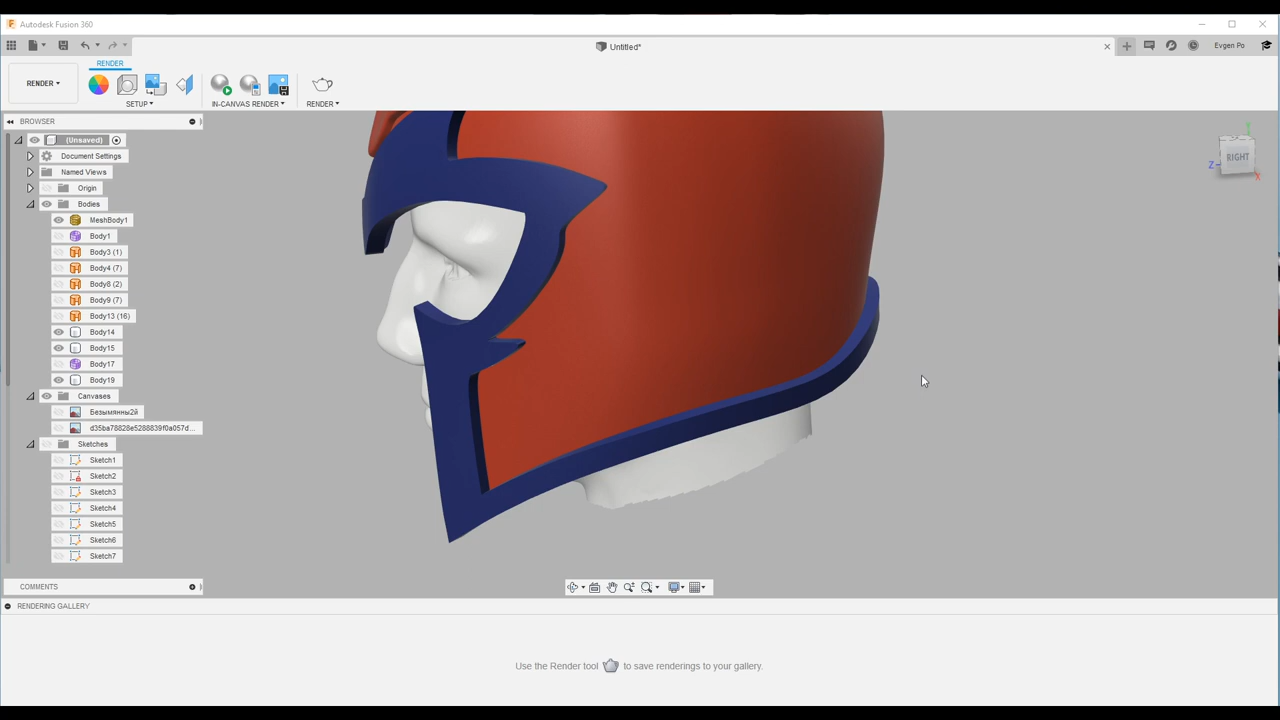 Autodesk Fusion 360
Untitled*
Evgen Po
RENDER
RENDER
SETUP
IN-CANVAS RENDER
RENDER
BROWSER
(Unsaved)
Document Settings
Named Views
Origin
Bodies
MeshBody1
Body1
Body3 (1)
Body4 (7)
Body8 (2)
Body9 (7)
Body13 (16)
Body14
Body15
Body17
Body19
Canvases
Безымянны2й
d35ba78828e5288839f0a057d...
Sketches
Sketch1
Sketch2
Sketch3
Sketch4
Sketch5
Sketch6
Sketch7
RIGHT
Z
X
COMMENTS
RENDERING GALLERY
Use the Render tool to save renderings to your gallery.